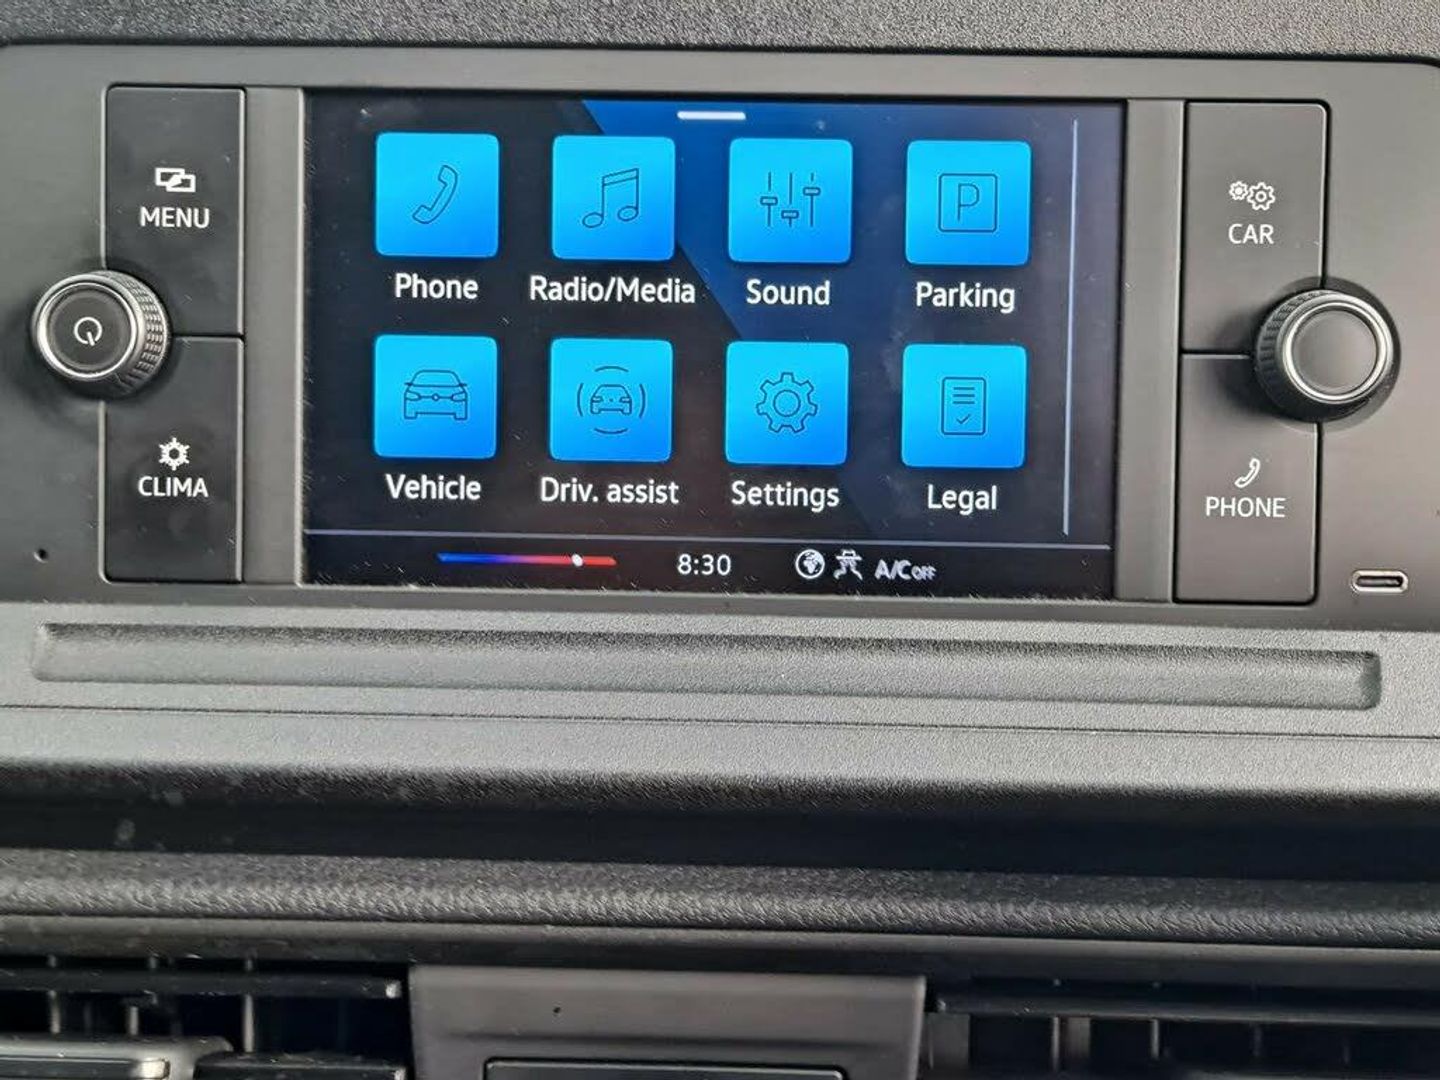 MENU
CAR
Phone Radio/Media Sound Parking
Vehicle Driv. assist Settings Legal
CLIMA
PHONE
8:30 A/C OFF
P